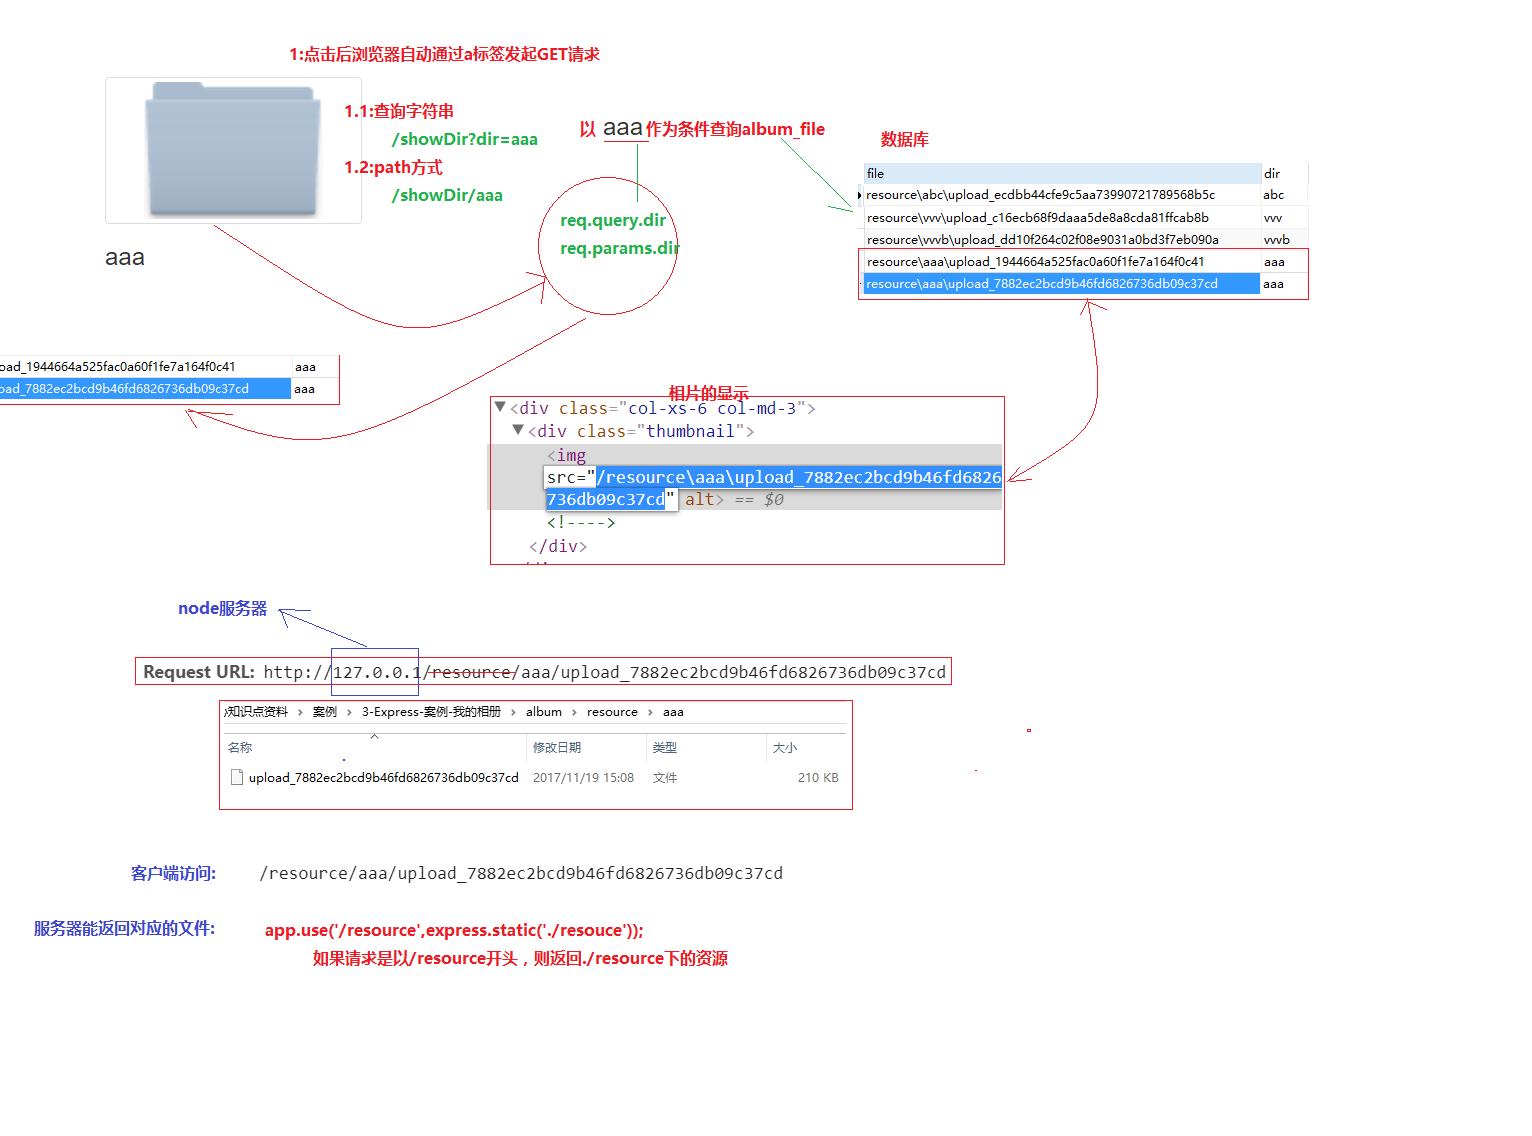 1:点击后浏览器自动通过a标签发起GET请求
1.1:查询字符串
/showDir?dir=aaa
1.2:path方式
/showDir/aaa
aaa
以 aaa 作为条件查询album_file
req.query.dir
req.params.dir
数据库
file dir
resource\abc\upload_ecdbb44cfe9c5aa73990721789568b5c abc
resource\vvv\upload_c16ecb68f9daaa5de8a8cda81ffcab8b vvv
resource\vvvb\upload_dd10f264c02f08e9031a0bd3f7eb090a vvvb
resource\aaa\upload_1944664a525fac0a60f1fe7a164f0c41 aaa
resource\aaa\upload_7882ec2bcd9b46fd6826736db09c37cd aaa
oad_1944664a525fac0a60f1fe7a164f0c41 aaa
oad_7882ec2bcd9b46fd6826736db09c37cd aaa
相片的显示
<div class="col-xs-6 col-md-3">
<div class="thumbnail">
<img
src="/resource\aaa\upload_7882ec2bcd9b46fd6826
736db09c37cd" alt> == $0
<!---->
</div>
node服务器
Request URL: http://127.0.0.1/resource/aaa/upload_7882ec2bcd9b46fd6826736db09c37cd
知识点资料 › 案例 › 3-Express-案例-我的相册 › album › resource › aaa
名称 修改日期 类型 大小
upload_7882ec2bcd9b46fd6826736db09c37cd 2017/11/19 15:08 文件 210 KB
客户端访问: /resource/aaa/upload_7882ec2bcd9b46fd6826736db09c37cd
服务器能返回对应的文件: app.use('/resource',express.static('./resouce'));
如果请求是以/resource开头，则返回./resource下的资源